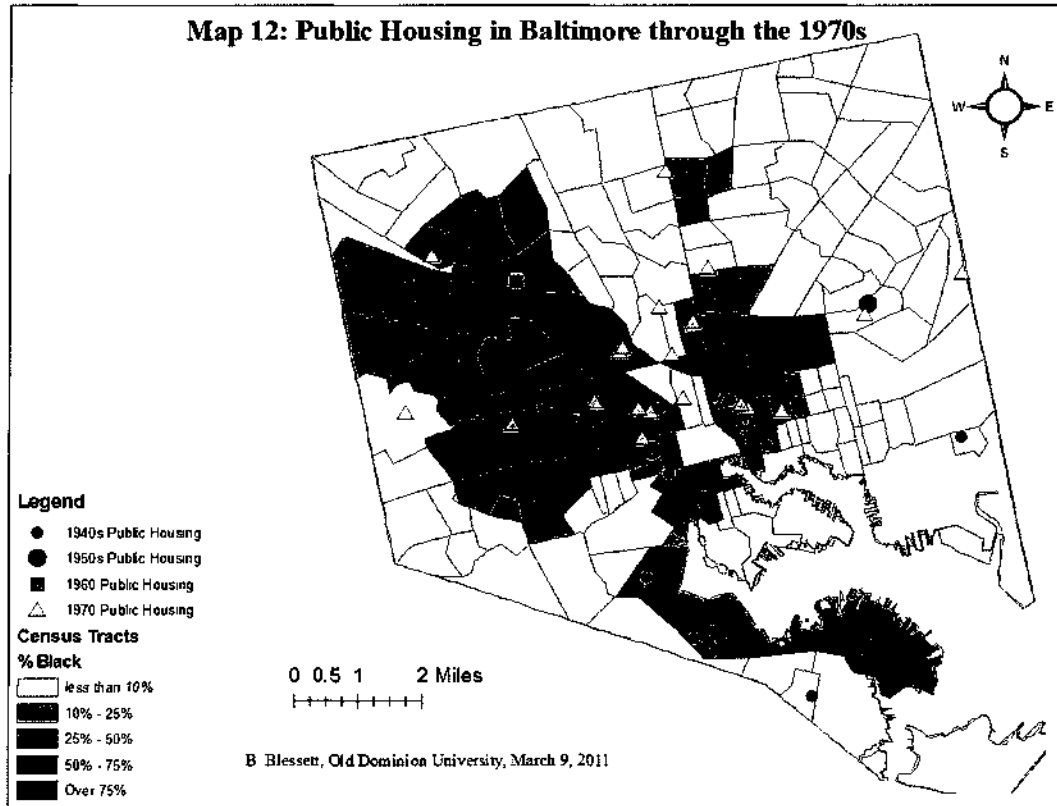 Map 12: Public Housing in Baltimore through the 1970s
N
W E
S
Legend
1940s Public Housing
1950s Public Housing
1960 Public Housing
1970 Public Housing
Census Tracts
% Black
less than 10%
10% - 25%
25% - 50%
50% - 75%
Over 75%
0 0.5 1 2 Miles
B Blessett, Old Dominion University, March 9, 2011